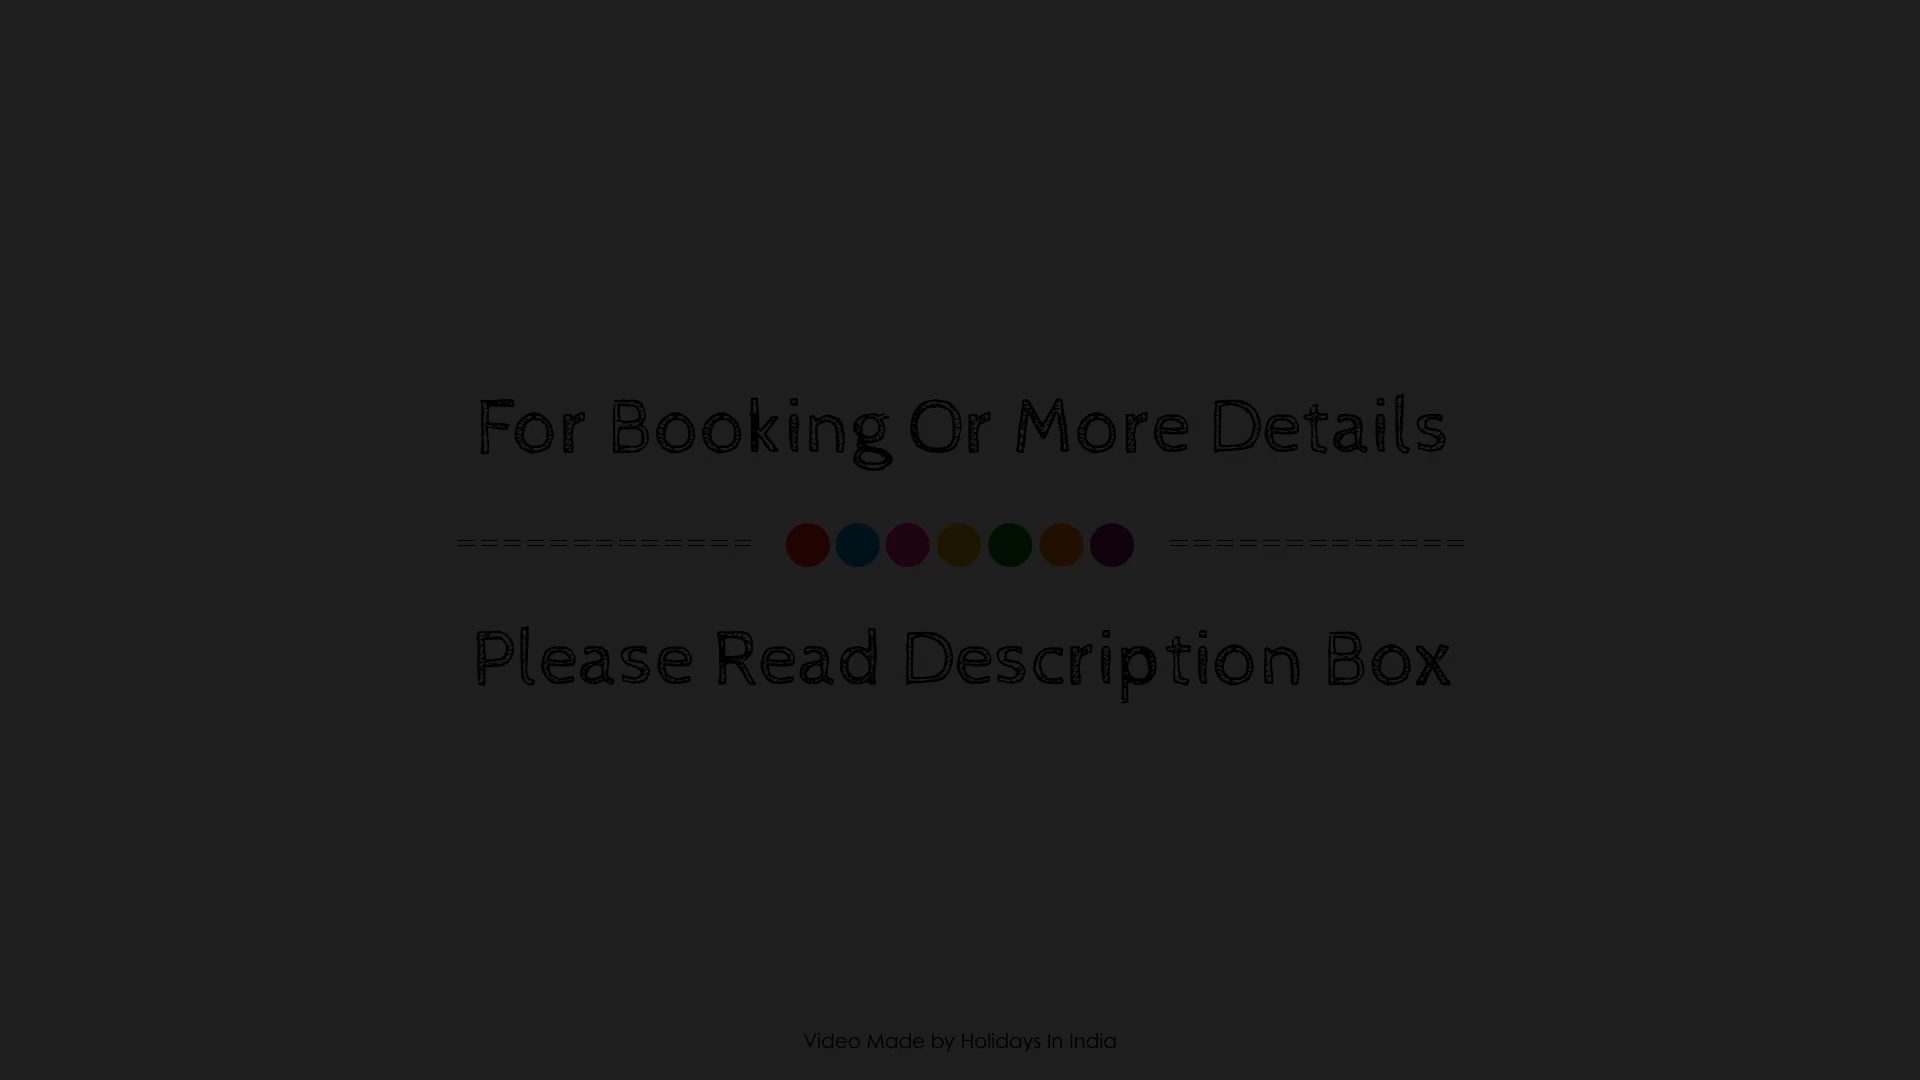 For Booking Or More Details
============= =============
Please Read Description Box
Video Made by Holidays In India